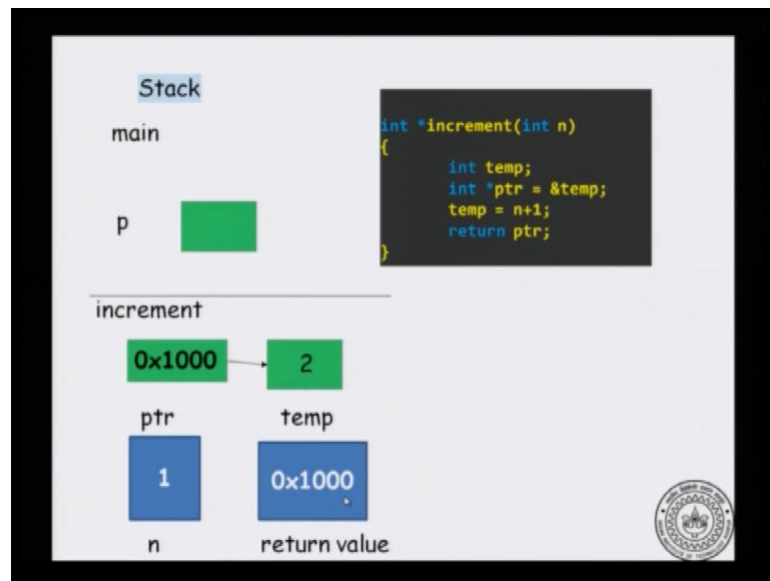 Stack
main
p
int *increment(int n)
{
int temp;
int *ptr = &temp;
temp = n+1;
return ptr;
}
increment
0x1000
2
ptr
temp
1
0x1000
n
return value